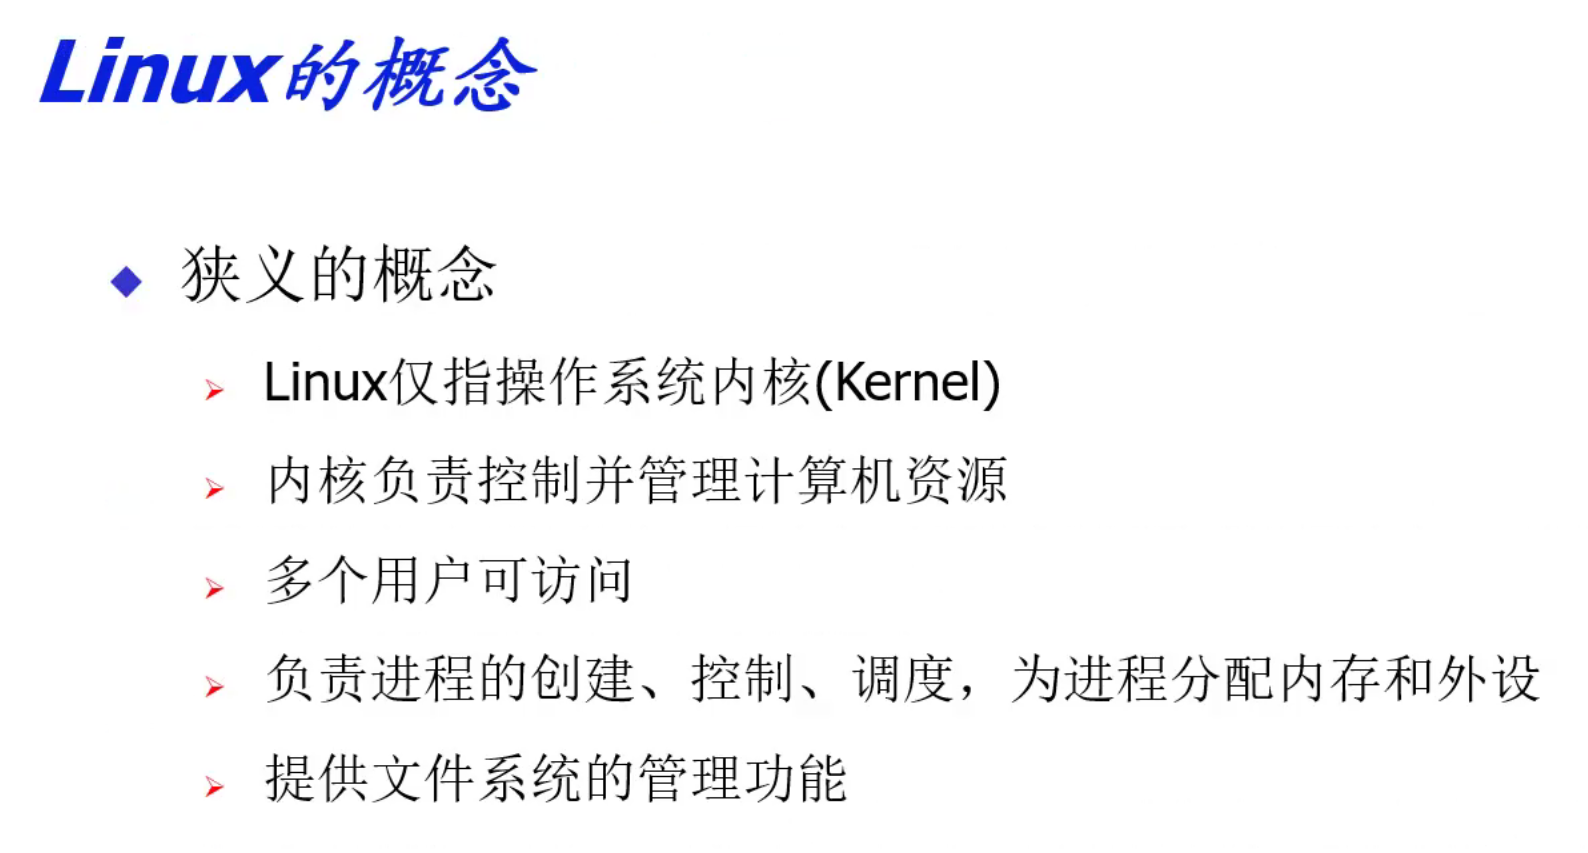 Linux的概念
狭义的概念
Linux仅指操作系统内核(Kernel)
内核负责控制并管理计算机资源
多个用户可访问
负责进程的创建、控制、调度，为进程分配内存和外设
提供文件系统的管理功能